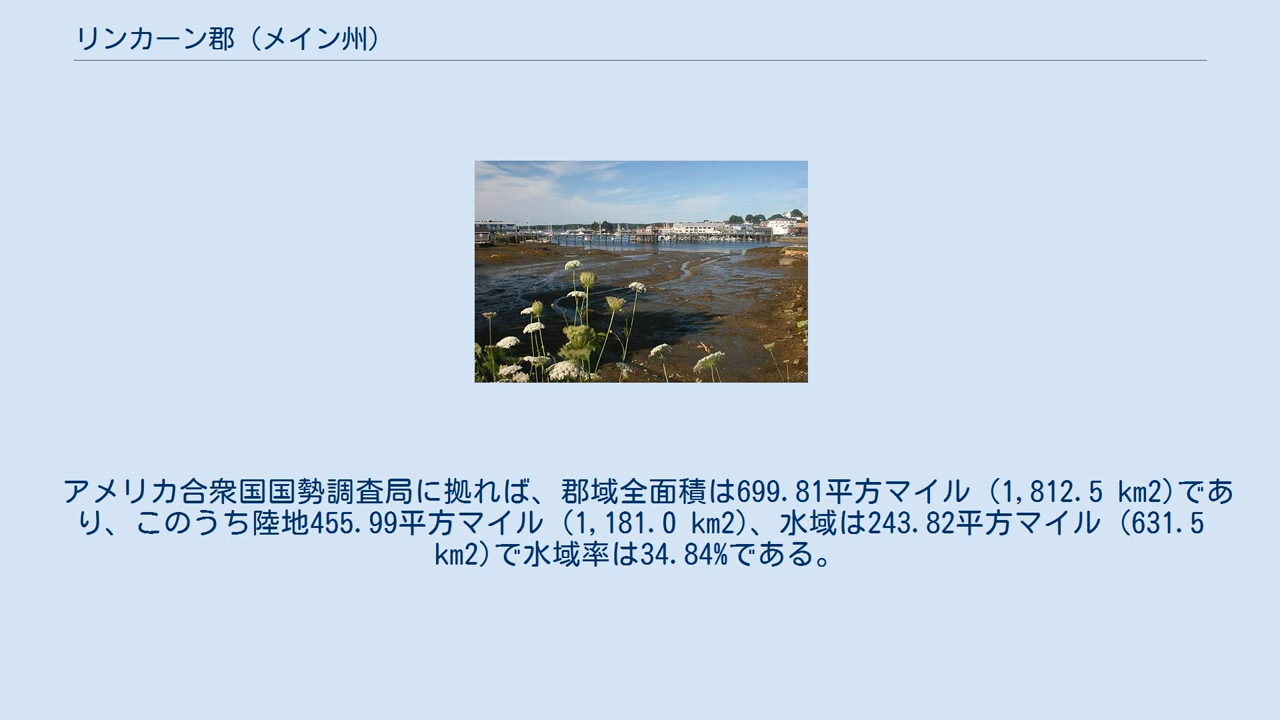 リンカーン郡 (メイン州)
アメリカ合衆国国勢調査局に拠れば、郡域全面積は699.81平方マイル (1,812.5 km2)であ
り、このうち陸地455.99平方マイル (1,181.0 km2)、水域は243.82平方マイル (631.5
km2)で水域率は34.84%である。